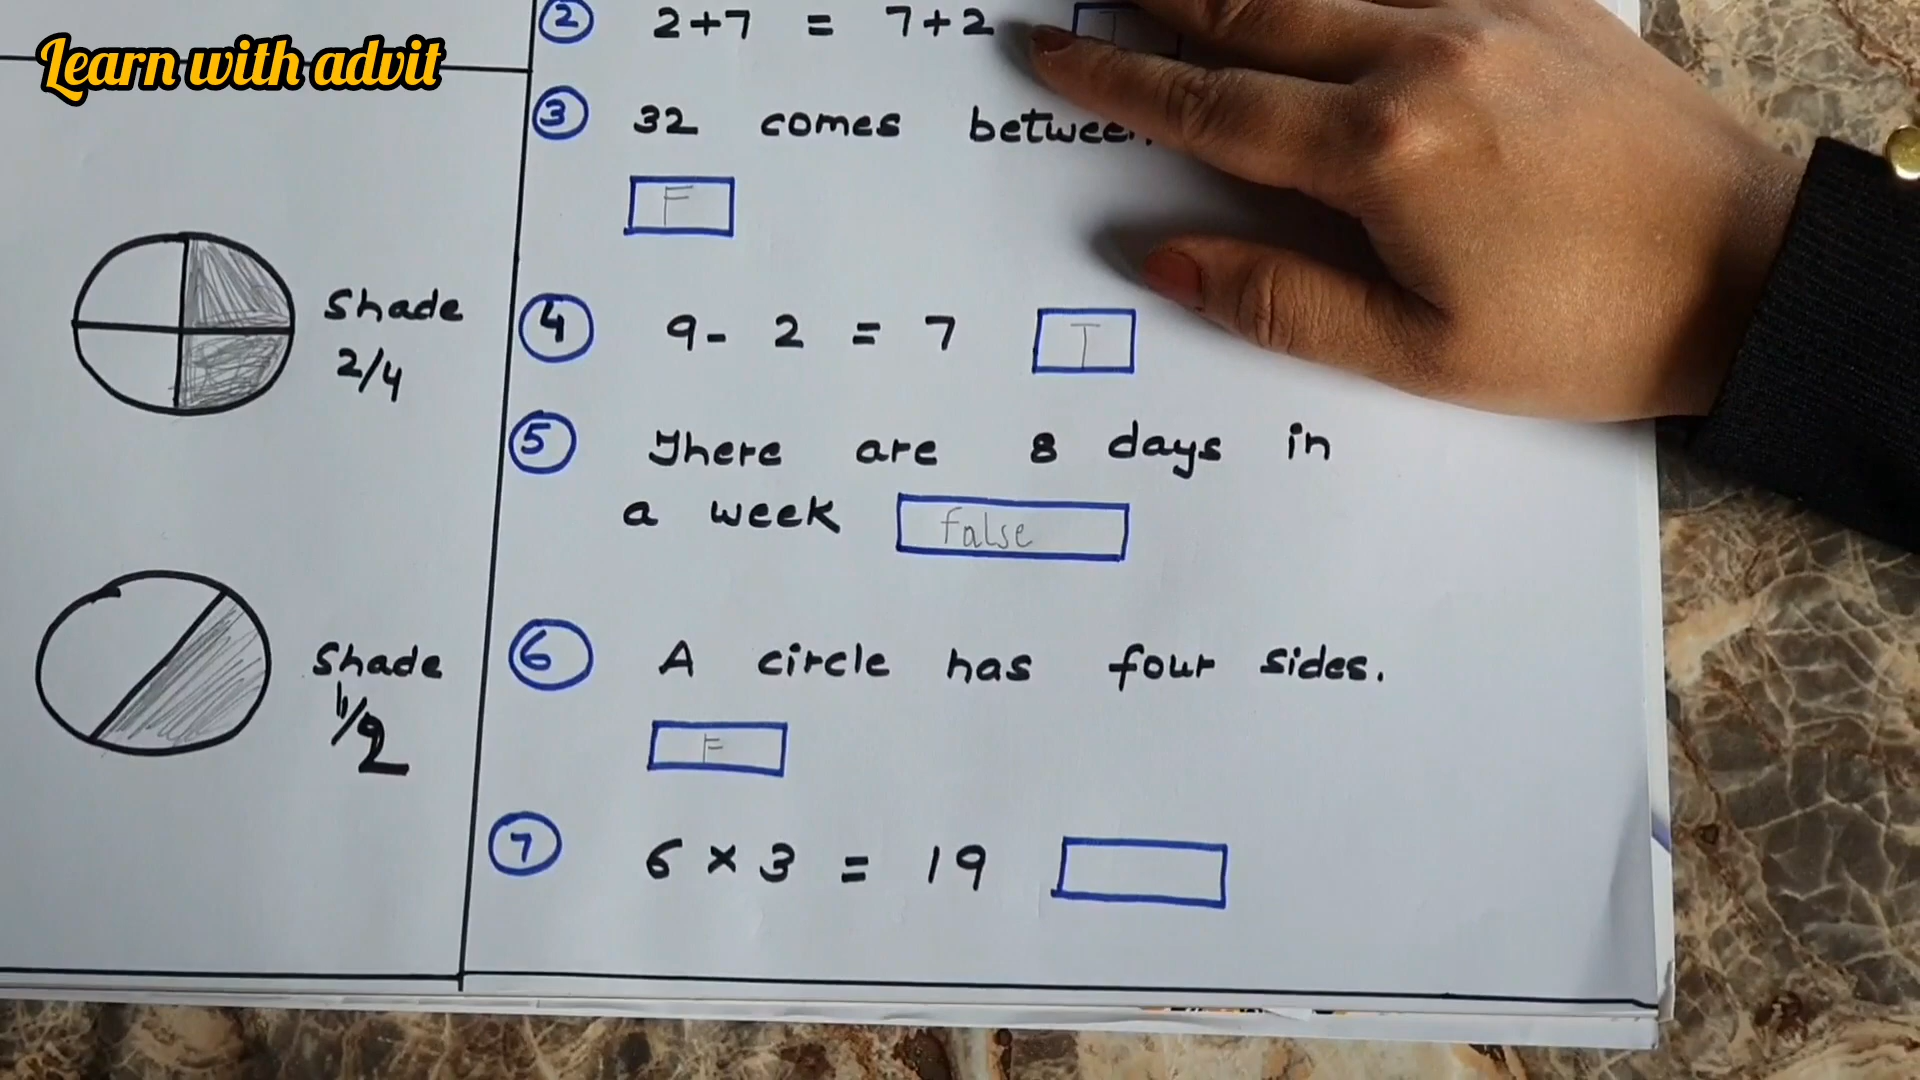 Learn with advit
2 2+7 = 7+2 T
3 32 comes between
F
4 9- 2 = 7 T
5 There are 8 days in
a week False
6 A circle has four sides.
F
7 6 × 3 = 19
Shade
2/4
Shade
1/2